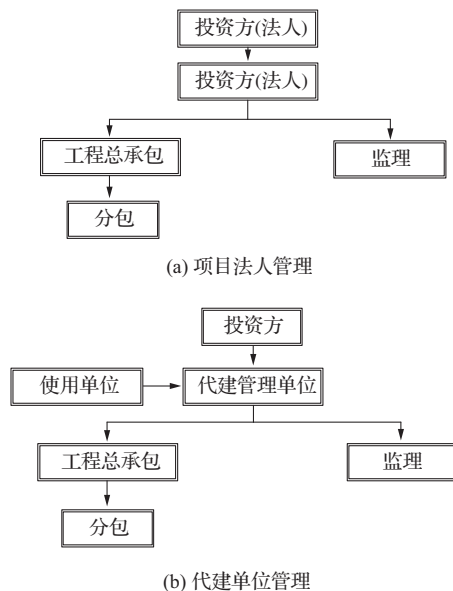 投资方(法人)
投资方(法人)
工程总承包
监理
分包
(a) 项目法人管理
投资方
使用单位
代建管理单位
工程总承包
监理
分包
(b) 代建单位管理